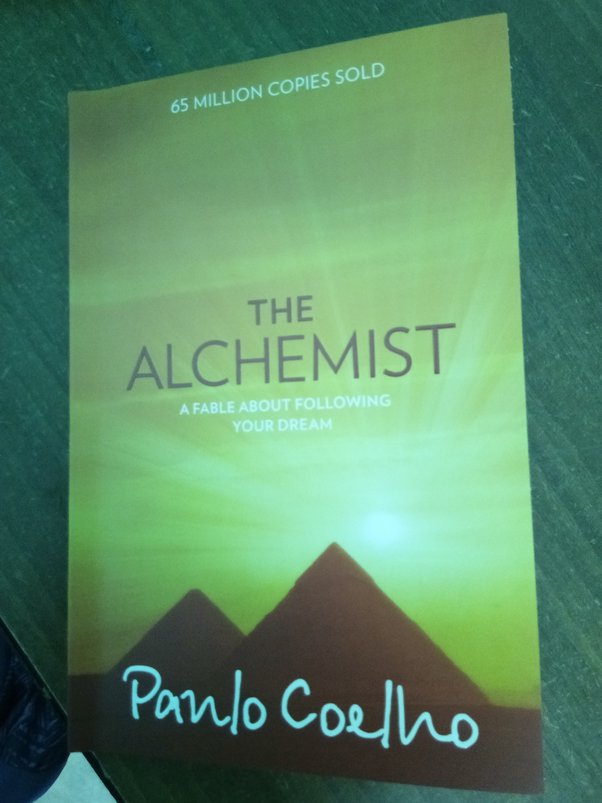 65 MILLION COPIES SOLD
THE
ALCHEMIST
A FABLE ABOUT FOLLOWING
YOUR DREAM
Paulo Coelho